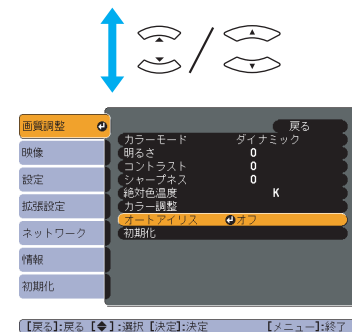 画質調整
映像
設定
拡張設定
ネットワーク
情報
初期化
戻る
カラーモード ダイナミック
明るさ 0
コントラスト 0
シャープネス 0
絶対色温度 K
カラー調整
オートアイリス オフ
初期化
【戻る】:戻る 【◆】:選択 【決定】:決定 【メニュー】:終了